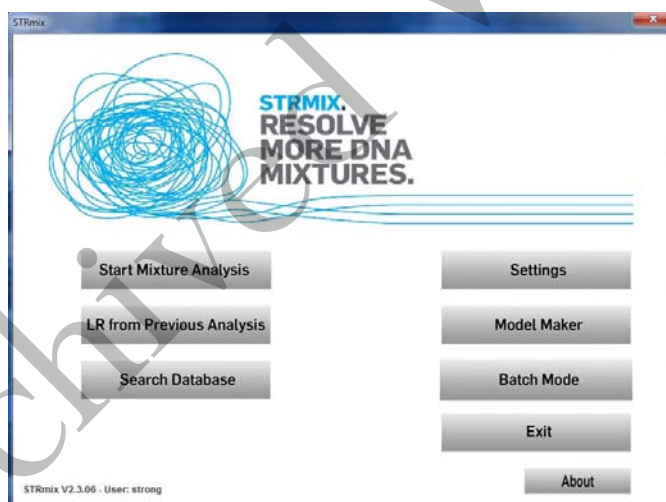 STRmix
STRMIX.
RESOLVE
MORE DNA
MIXTURES.
Start Mixture Analysis
Settings
LR from Previous Analysis
Model Maker
Search Database
Batch Mode
Exit
About
STRmix V2.3.06 - User: strong